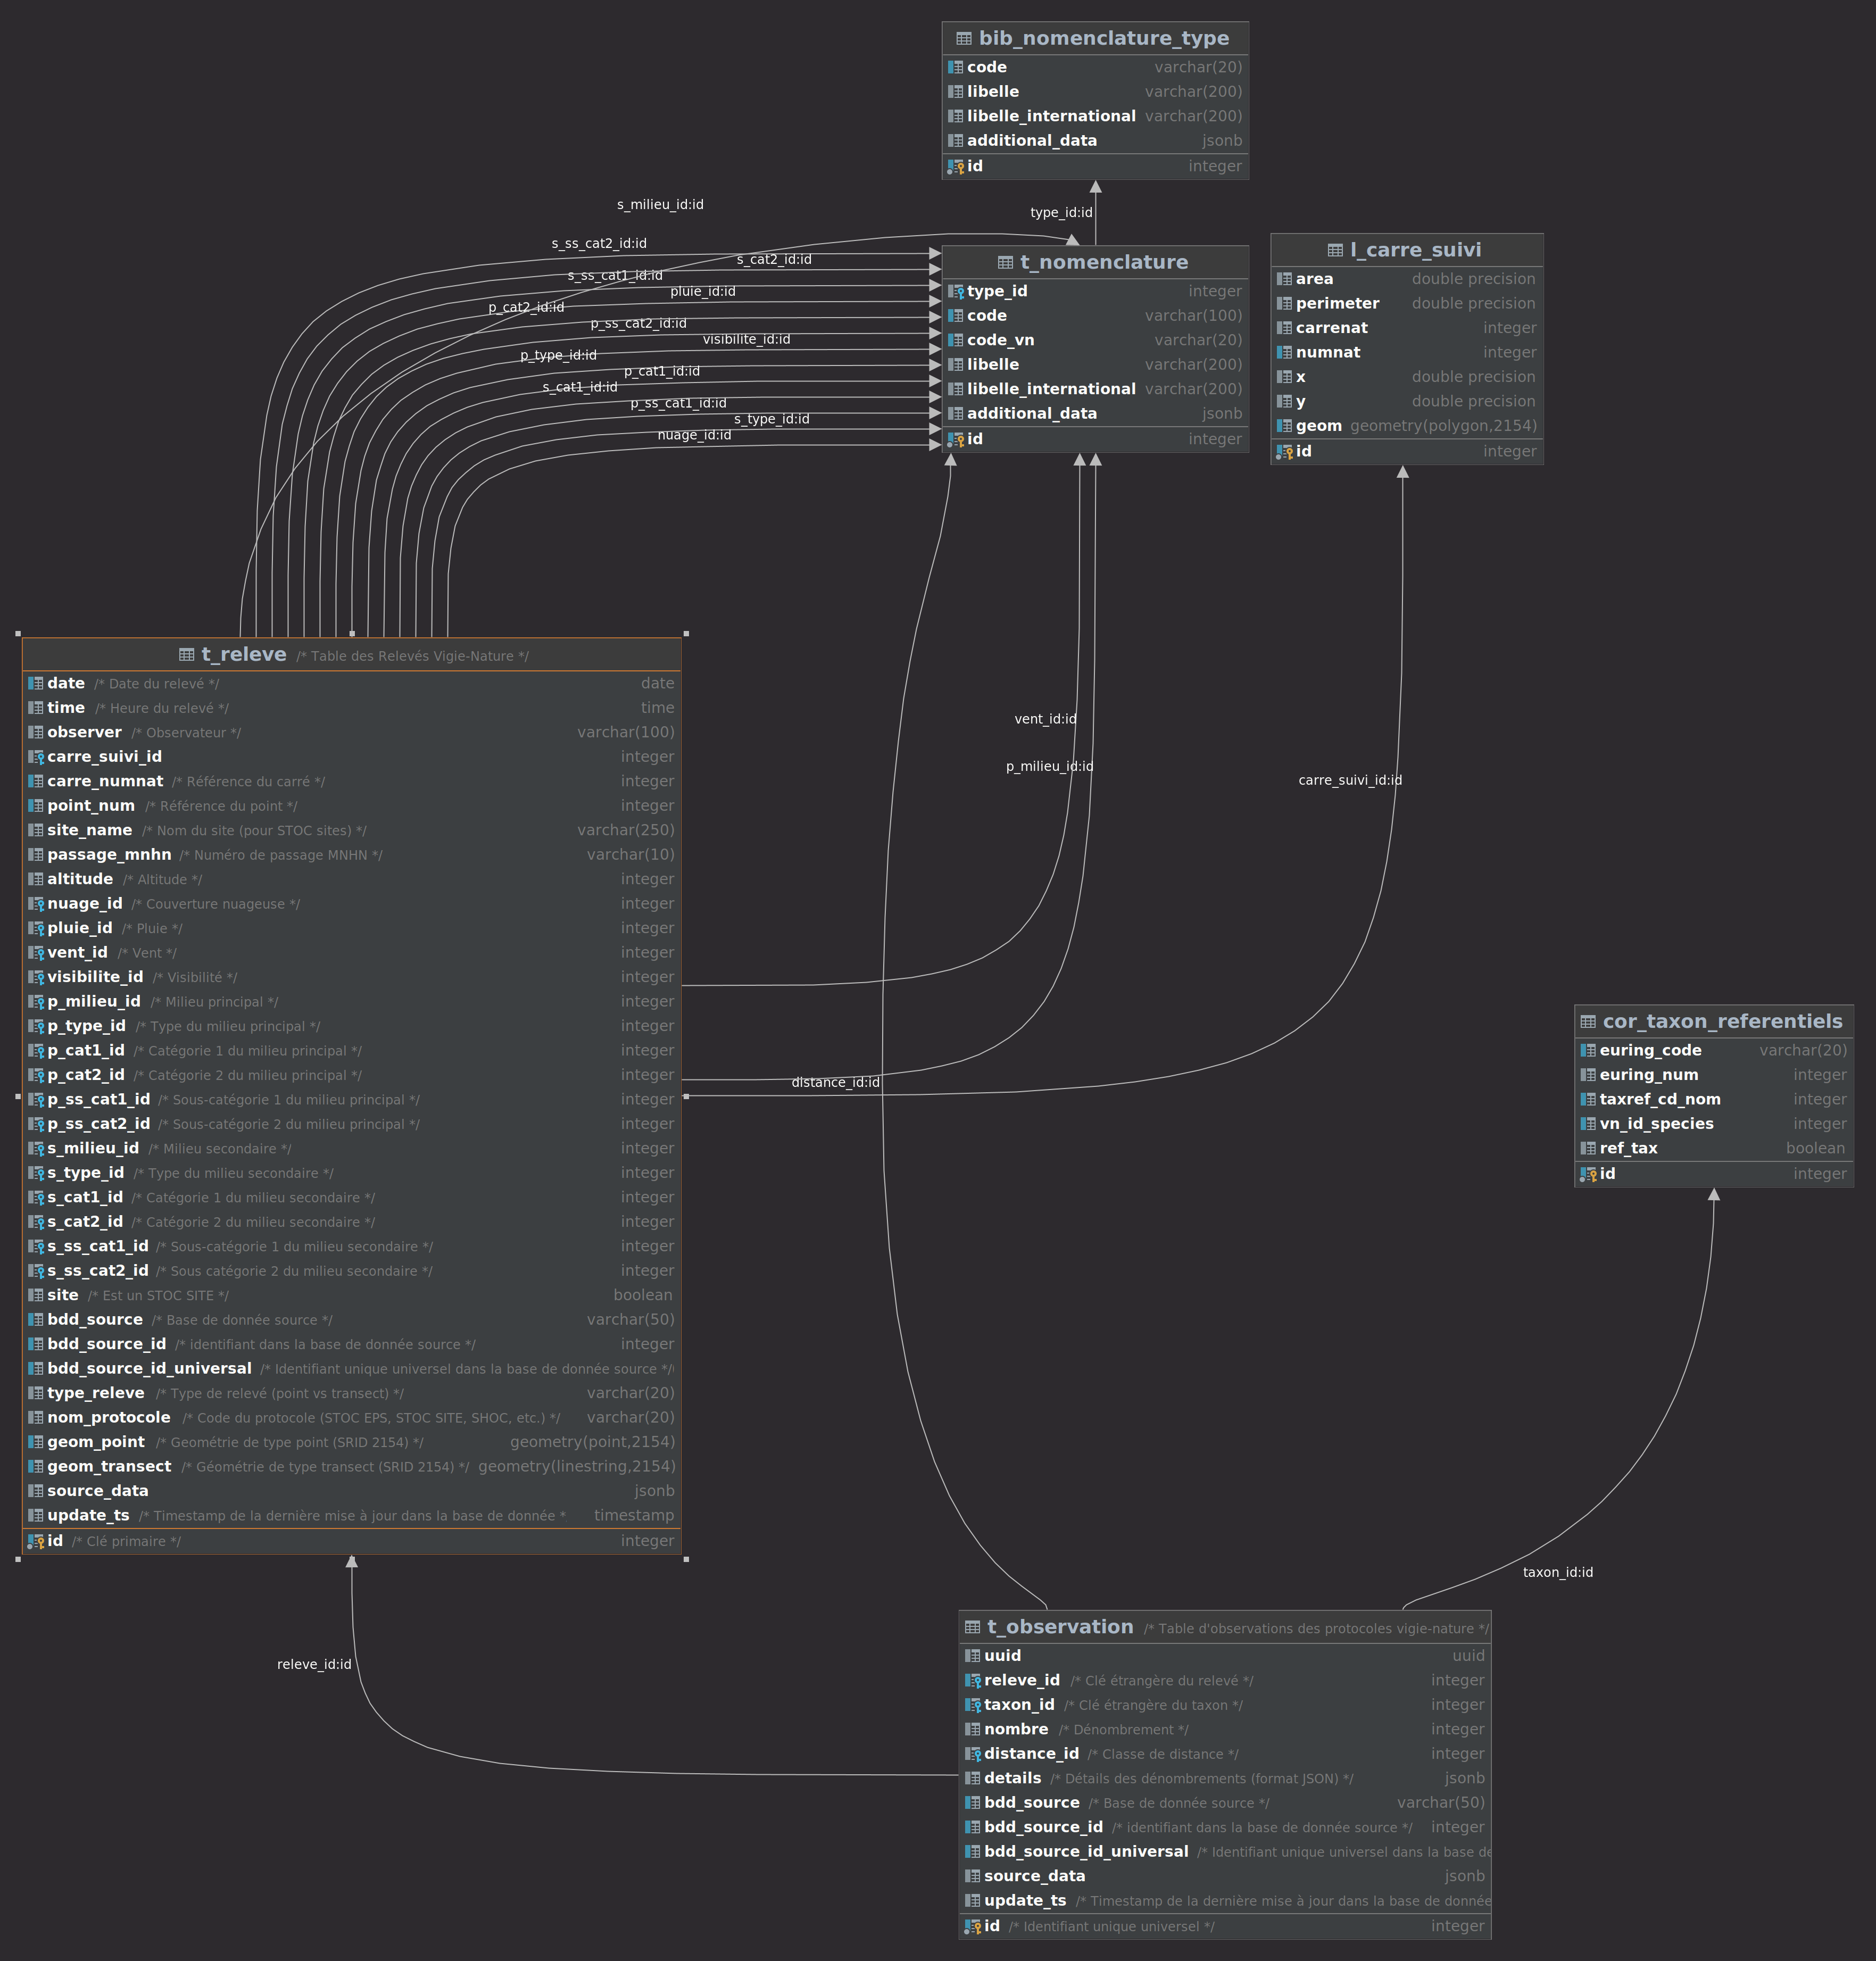 bib_nomenclature_type
code varchar(20)
libelle varchar(200)
libelle_international varchar(200)
additional_data jsonb
id integer
type_id:id
s_milieu_id:id
s_ss_cat2_id:id
s_cat2_id:id
s_ss_cat1_id:id
pluie_id:id
p_cat2_id:id
p_ss_cat2_id:id
visibilite_id:id
p_type_id:id
p_cat1_id:id
s_cat1_id:id
p_ss_cat1_id:id
s_type_id:id
nuage_id:id
t_nomenclature
type_id integer
code varchar(100)
code_vn varchar(20)
libelle varchar(200)
libelle_international varchar(200)
additional_data jsonb
id integer
l_carre_suivi
area double precision
perimeter double precision
carrenat integer
numnat integer
x double precision
y double precision
geom geometry(polygon,2154)
id integer
t_releve /* Table des Relevés Vigie-Nature */
date /* Date du relevé */ date
time /* Heure du relevé */ time
observer /* Observateur */ varchar(100)
carre_suivi_id integer
carre_numnat /* Référence du carré */ integer
point_num /* Référence du point */ integer
site_name /* Nom du site (pour STOC sites) */ varchar(250)
passage_mnhn /* Numéro de passage MNHN */ varchar(10)
altitude /* Altitude */ integer
nuage_id /* Couverture nuageuse */ integer
pluie_id /* Pluie */ integer
vent_id /* Vent */ integer
visibilite_id /* Visibilité */ integer
p_milieu_id /* Milieu principal */ integer
p_type_id /* Type du milieu principal */ integer
p_cat1_id /* Catégorie 1 du milieu principal */ integer
p_cat2_id /* Catégorie 2 du milieu principal */ integer
p_ss_cat1_id /* Sous-catégorie 1 du milieu principal */ integer
p_ss_cat2_id /* Sous-catégorie 2 du milieu principal */ integer
s_milieu_id /* Milieu secondaire */ integer
s_type_id /* Type du milieu secondaire */ integer
s_cat1_id /* Catégorie 1 du milieu secondaire */ integer
s_cat2_id /* Catégorie 2 du milieu secondaire */ integer
s_ss_cat1_id /* Sous-catégorie 1 du milieu secondaire */ integer
s_ss_cat2_id /* Sous catégorie 2 du milieu secondaire */ integer
site /* Est un STOC SITE */ boolean
bdd_source /* Base de donnée source */ varchar(50)
bdd_source_id /* identifiant dans la base de donnée source */ integer
bdd_source_id_universal /* Identifiant unique universel dans la base de donnée source */
type_releve /* Type de relevé (point vs transect) */ varchar(20)
nom_protocole /* Code du protocole (STOC EPS, STOC SITE, SHOC, etc.) */ varchar(20)
geom_point /* Geométrie de type point (SRID 2154) */ geometry(point,2154)
geom_transect /* Géométrie de type transect (SRID 2154) */ geometry(linestring,2154)
source_data jsonb
update_ts /* Timestamp de la dernière mise à jour dans la base de donnée * timestamp
id /* Clé primaire */ integer
vent_id:id
p_milieu_id:id
carre_suivi_id:id
distance_id:id
cor_taxon_referentiels
euring_code varchar(20)
euring_num integer
taxref_cd_nom integer
vn_id_species integer
ref_tax boolean
id integer
taxon_id:id
releve_id:id
t_observation /* Table d'observations des protocoles vigie-nature */
uuid uuid
releve_id /* Clé étrangère du relevé */ integer
taxon_id /* Clé étrangère du taxon */ integer
nombre /* Dénombrement */ integer
distance_id /* Classe de distance */ integer
details /* Détails des dénombrements (format JSON) */ jsonb
bdd_source /* Base de donnée source */ varchar(50)
bdd_source_id /* identifiant dans la base de donnée source */ integer
bdd_source_id_universal /* Identifiant unique universel dans la base de
source_data jsonb
update_ts /* Timestamp de la dernière mise à jour dans la base de donnée
id /* Identifiant unique universel */ integer